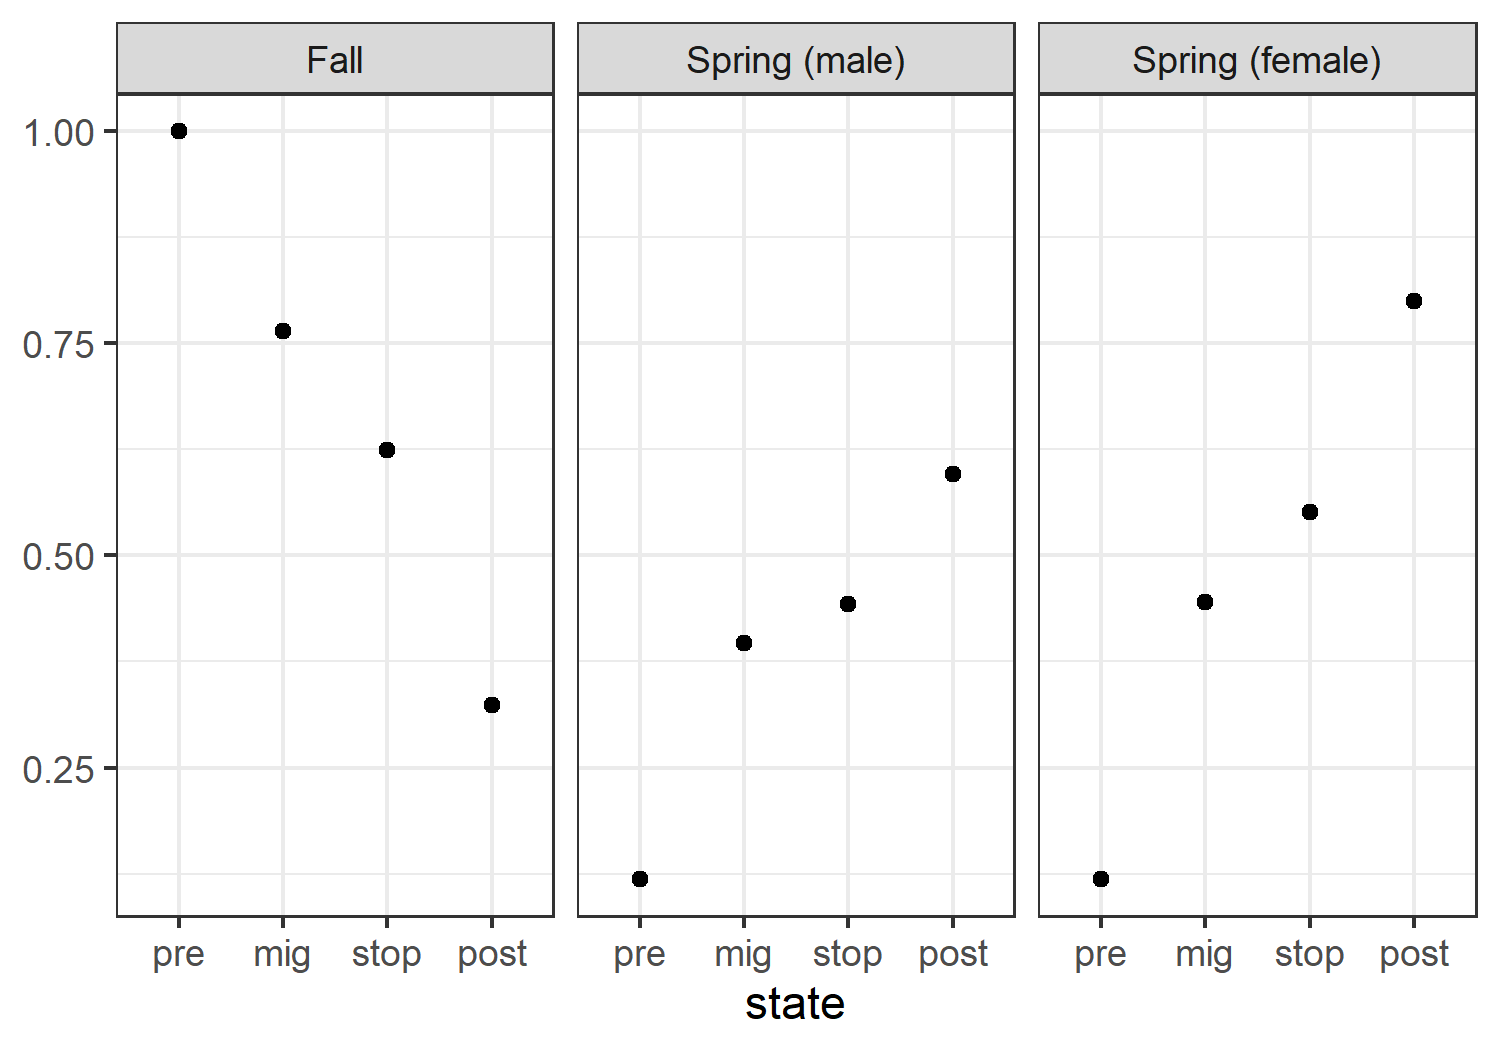 Fall Spring (male) Spring (female)
1.00
0.75
0.50
0.25
pre mig stop post pre mig stop post pre mig stop post
state